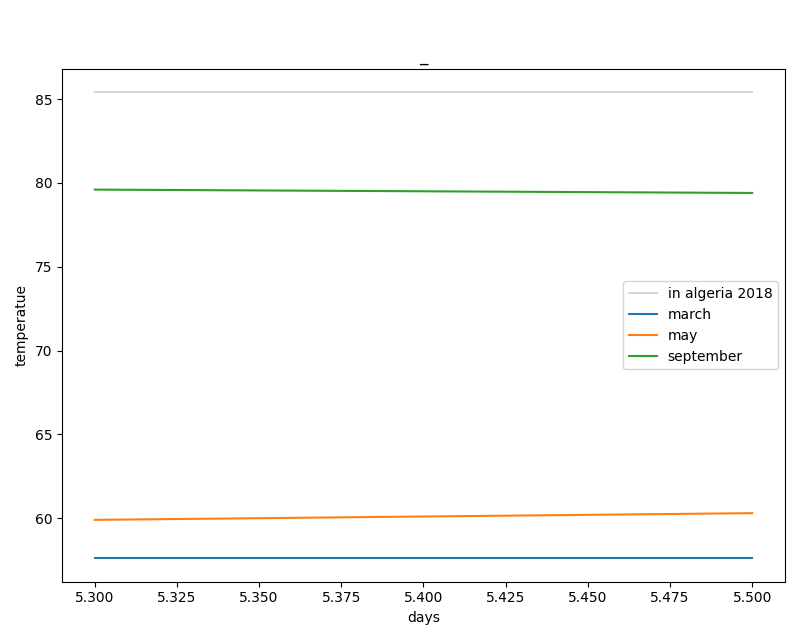 _
85
80
75
70
65
60
temperatue
in algeria 2018
march
may
september
5.300 5.325 5.350 5.375 5.400 5.425 5.450 5.475 5.500
days